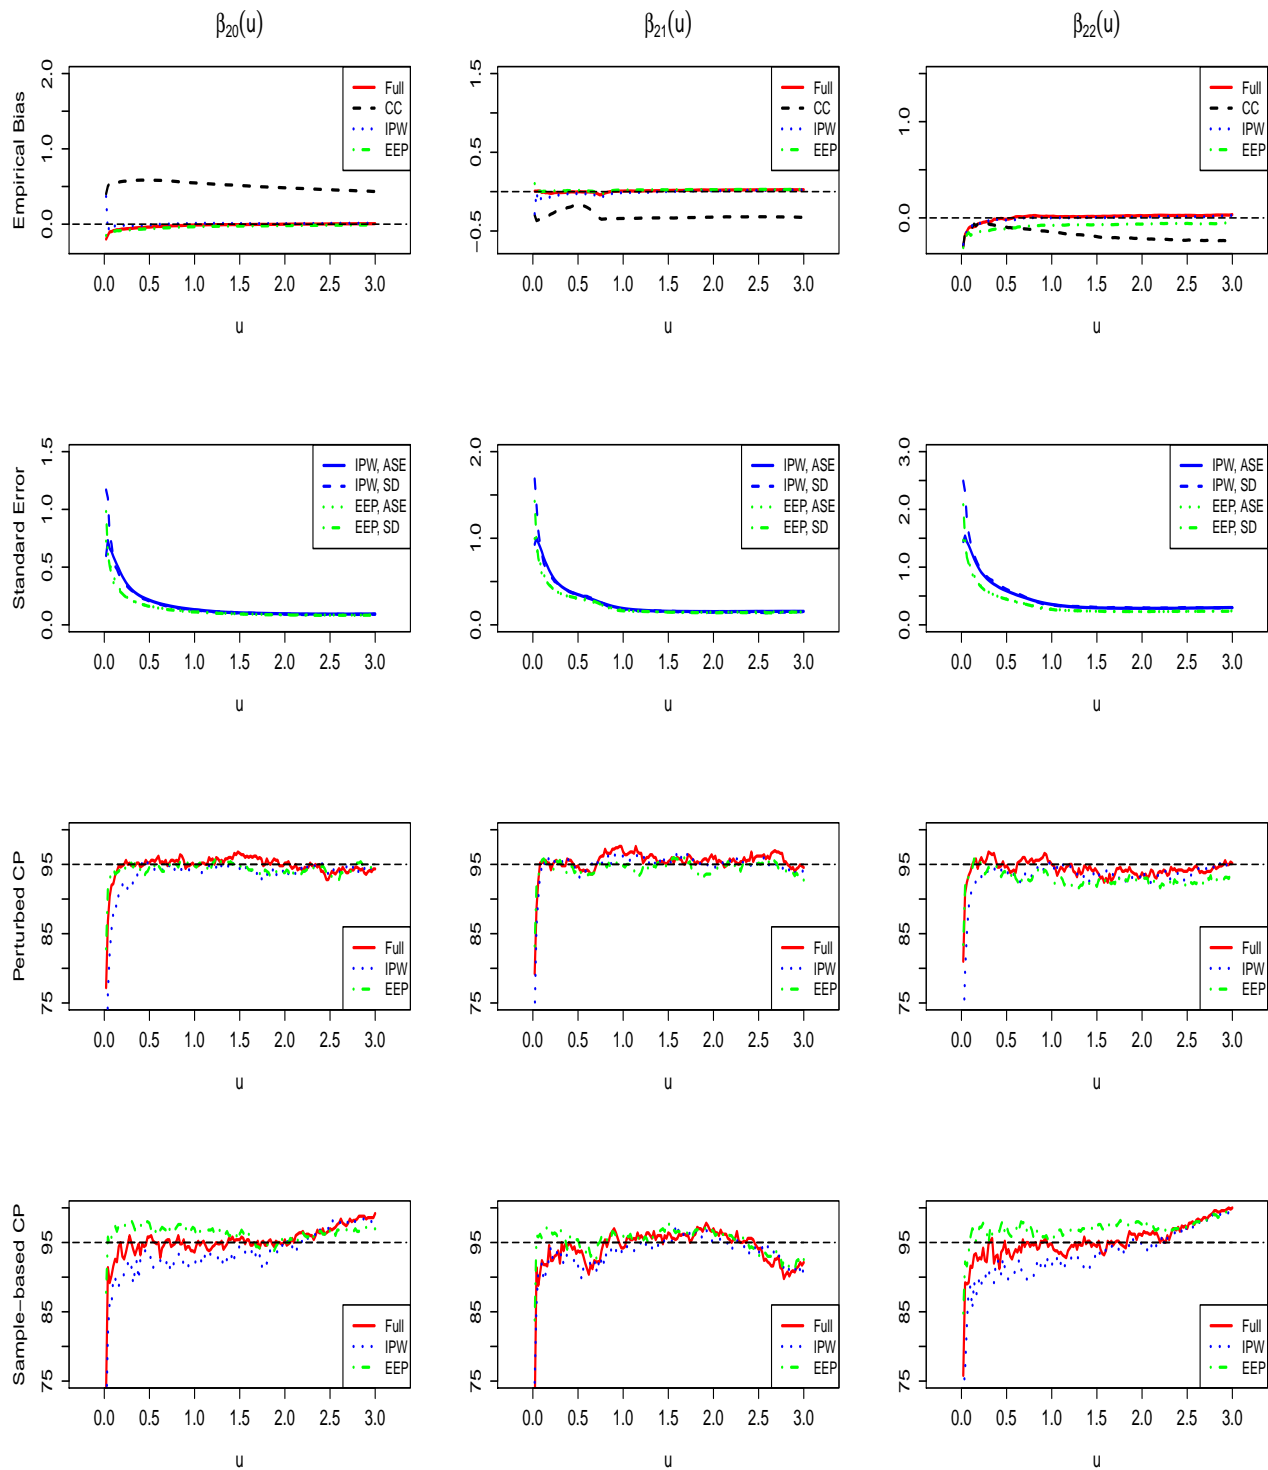 β20(u) β21(u) β22(u)
Empirical Bias
0.0 1.0 2.0
Full
CC
IPW
EEP
0.0 0.5 1.0 1.5 2.0 2.5 3.0
u
−0.5 0.5 1.5
Full
CC
IPW
EEP
0.0 0.5 1.0 1.5 2.0 2.5 3.0
u
0.0 1.0
Full
CC
IPW
EEP
0.0 0.5 1.0 1.5 2.0 2.5 3.0
u
Standard Error
0.0 0.5 1.0 1.5
IPW, ASE
IPW, SD
EEP, ASE
EEP, SD
0.0 0.5 1.0 1.5 2.0 2.5 3.0
u
0.0 1.0 2.0
IPW, ASE
IPW, SD
EEP, ASE
EEP, SD
0.0 0.5 1.0 1.5 2.0 2.5 3.0
u
0.0 1.0 2.0 3.0
IPW, ASE
IPW, SD
EEP, ASE
EEP, SD
0.0 0.5 1.0 1.5 2.0 2.5 3.0
u
Perturbed CP
75 85 95
Full
IPW
EEP
0.0 0.5 1.0 1.5 2.0 2.5 3.0
u
75 85 95
Full
IPW
EEP
0.0 0.5 1.0 1.5 2.0 2.5 3.0
u
75 85 95
Full
IPW
EEP
0.0 0.5 1.0 1.5 2.0 2.5 3.0
u
Sample−based CP
75 85 95
Full
IPW
EEP
0.0 0.5 1.0 1.5 2.0 2.5 3.0
u
75 85 95
Full
IPW
EEP
0.0 0.5 1.0 1.5 2.0 2.5 3.0
u
75 85 95
Full
IPW
EEP
0.0 0.5 1.0 1.5 2.0 2.5 3.0
u